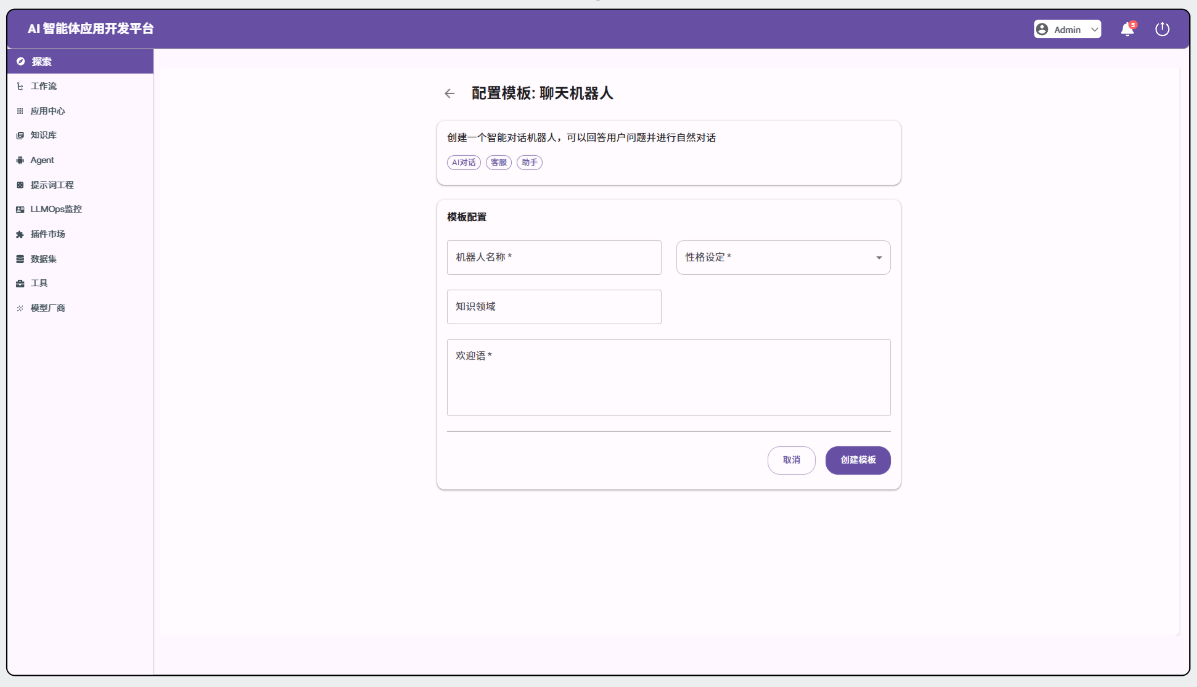 AI 智能体应用开发平台
Admin
3
探索
工作流
应用中心
知识库
Agent
提示词工程
LLMOps监控
插件市场
数据集
工具
模型厂商
配置模板: 聊天机器人
创建一个智能对话机器人，可以回答用户问题并进行自然对话
AI对话 客服 助手
模板配置
机器人名称 * 性格设定 *
知识领域
欢迎语 *
取消 创建模板